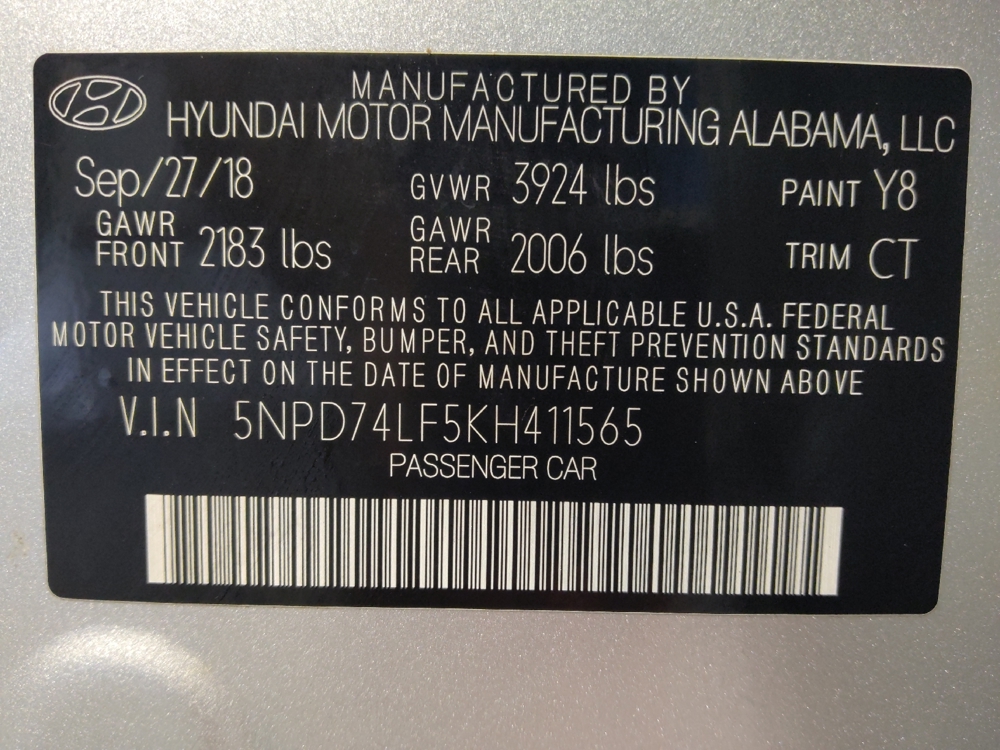 MANUFACTURED BY
HYUNDAI MOTOR MANUFACTURING ALABAMA, LLC
Sep/27/18 GVWR 3924 lbs PAINT Y8
GAWR FRONT 2183 lbs GAWR REAR 2006 lbs TRIM CT
THIS VEHICLE CONFORMS TO ALL APPLICABLE U.S.A. FEDERAL
MOTOR VEHICLE SAFETY, BUMPER, AND THEFT PREVENTION STANDARDS
IN EFFECT ON THE DATE OF MANUFACTURE SHOWN ABOVE
V.I.N 5NPD74LF5KH411565
PASSENGER CAR